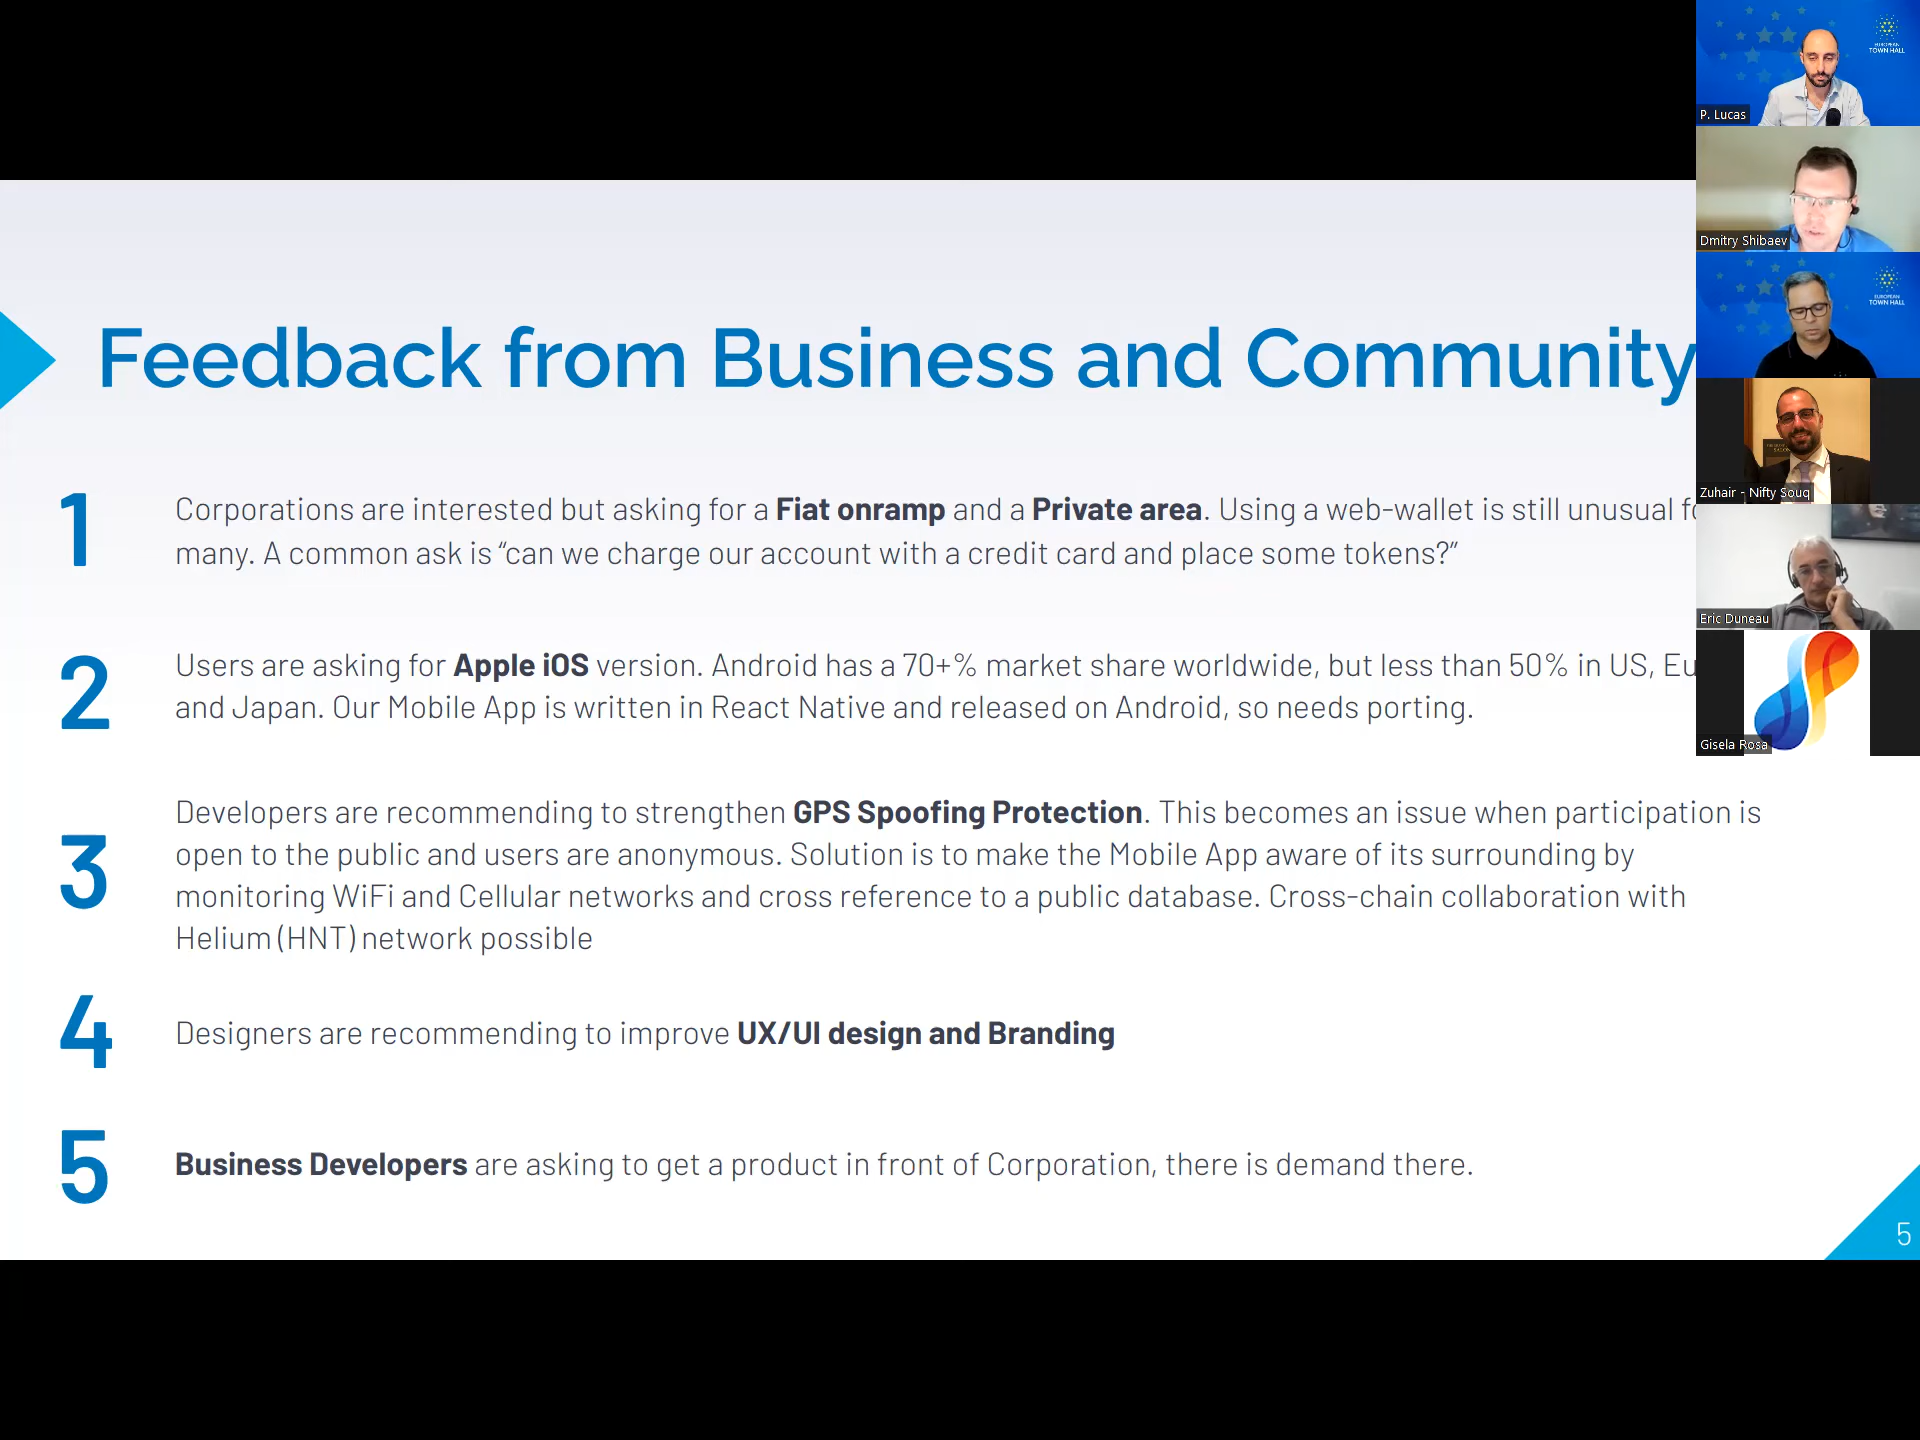 Feedback from Business and Community
1
Corporations are interested but asking for a Fiat onramp and a Private area. Using a web-wallet is still unusual
many. A common ask is “can we charge our account with a credit card and place some tokens?”
2
Users are asking for Apple iOS version. Android has a 70+% market share worldwide, but less than 50% in US,
and Japan. Our Mobile App is written in React Native and released on Android, so needs porting.
3
Developers are recommending to strengthen GPS Spoofing Protection. This becomes an issue when participation is
open to the public and users are anonymous. Solution is to make the Mobile App aware of its surrounding by
monitoring WiFi and Cellular networks and cross reference to a public database. Cross-chain collaboration with
Helium (HNT) network possible
4
Designers are recommending to improve UX/UI design and Branding
5
Business Developers are asking to get a product in front of Corporation, there is demand there.
5
EUROPEAN
TOWN HALL
P. Lucas
Dmitry Shibaev
EUROPEAN
TOWN HALL
Zuhair - Nifty Souq
Eric Duneau
Gisela Rosa